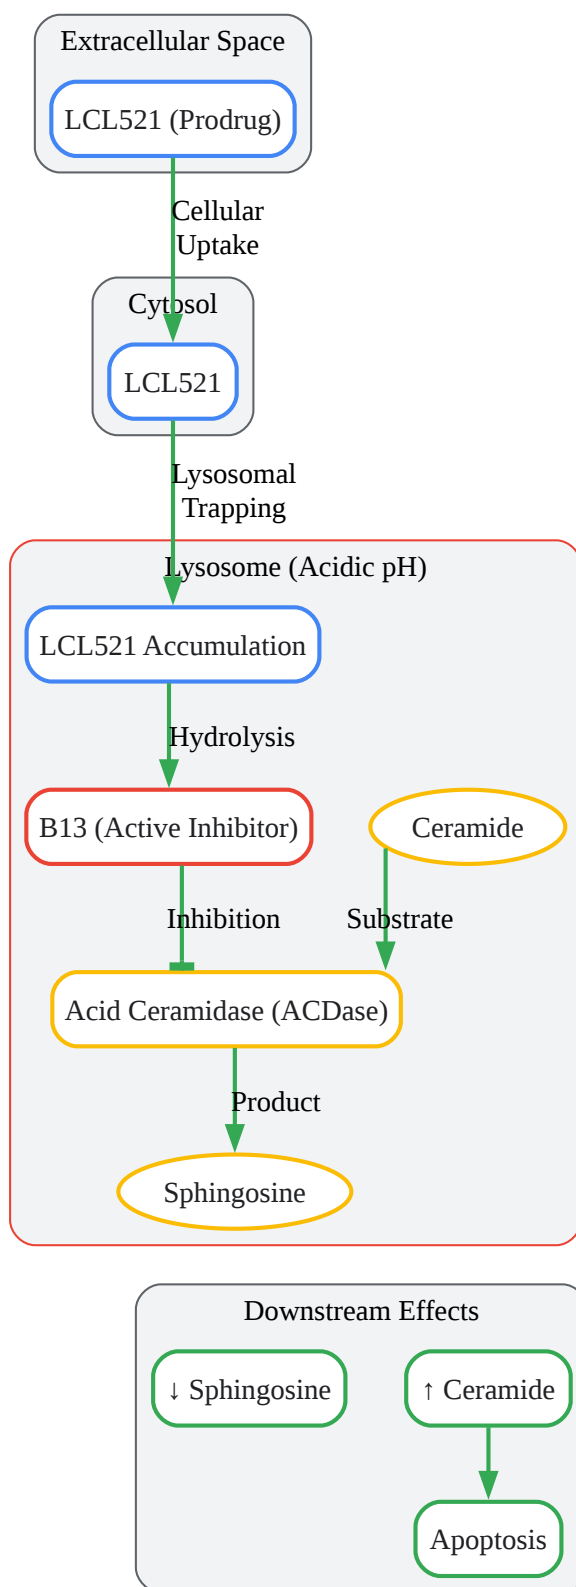 Extracellular Space
LCL521 (Prodrug)
Cellular
Uptake
Cytosol
LCL521
Lysosomal
Trapping
Lysosome (Acidic pH)
LCL521 Accumulation
Hydrolysis
B13 (Active Inhibitor)
Ceramide
Inhibition
Substrate
Acid Ceramidase (ACDase)
Product
Sphingosine
Downstream Effects
↓ Sphingosine
↑ Ceramide
Apoptosis